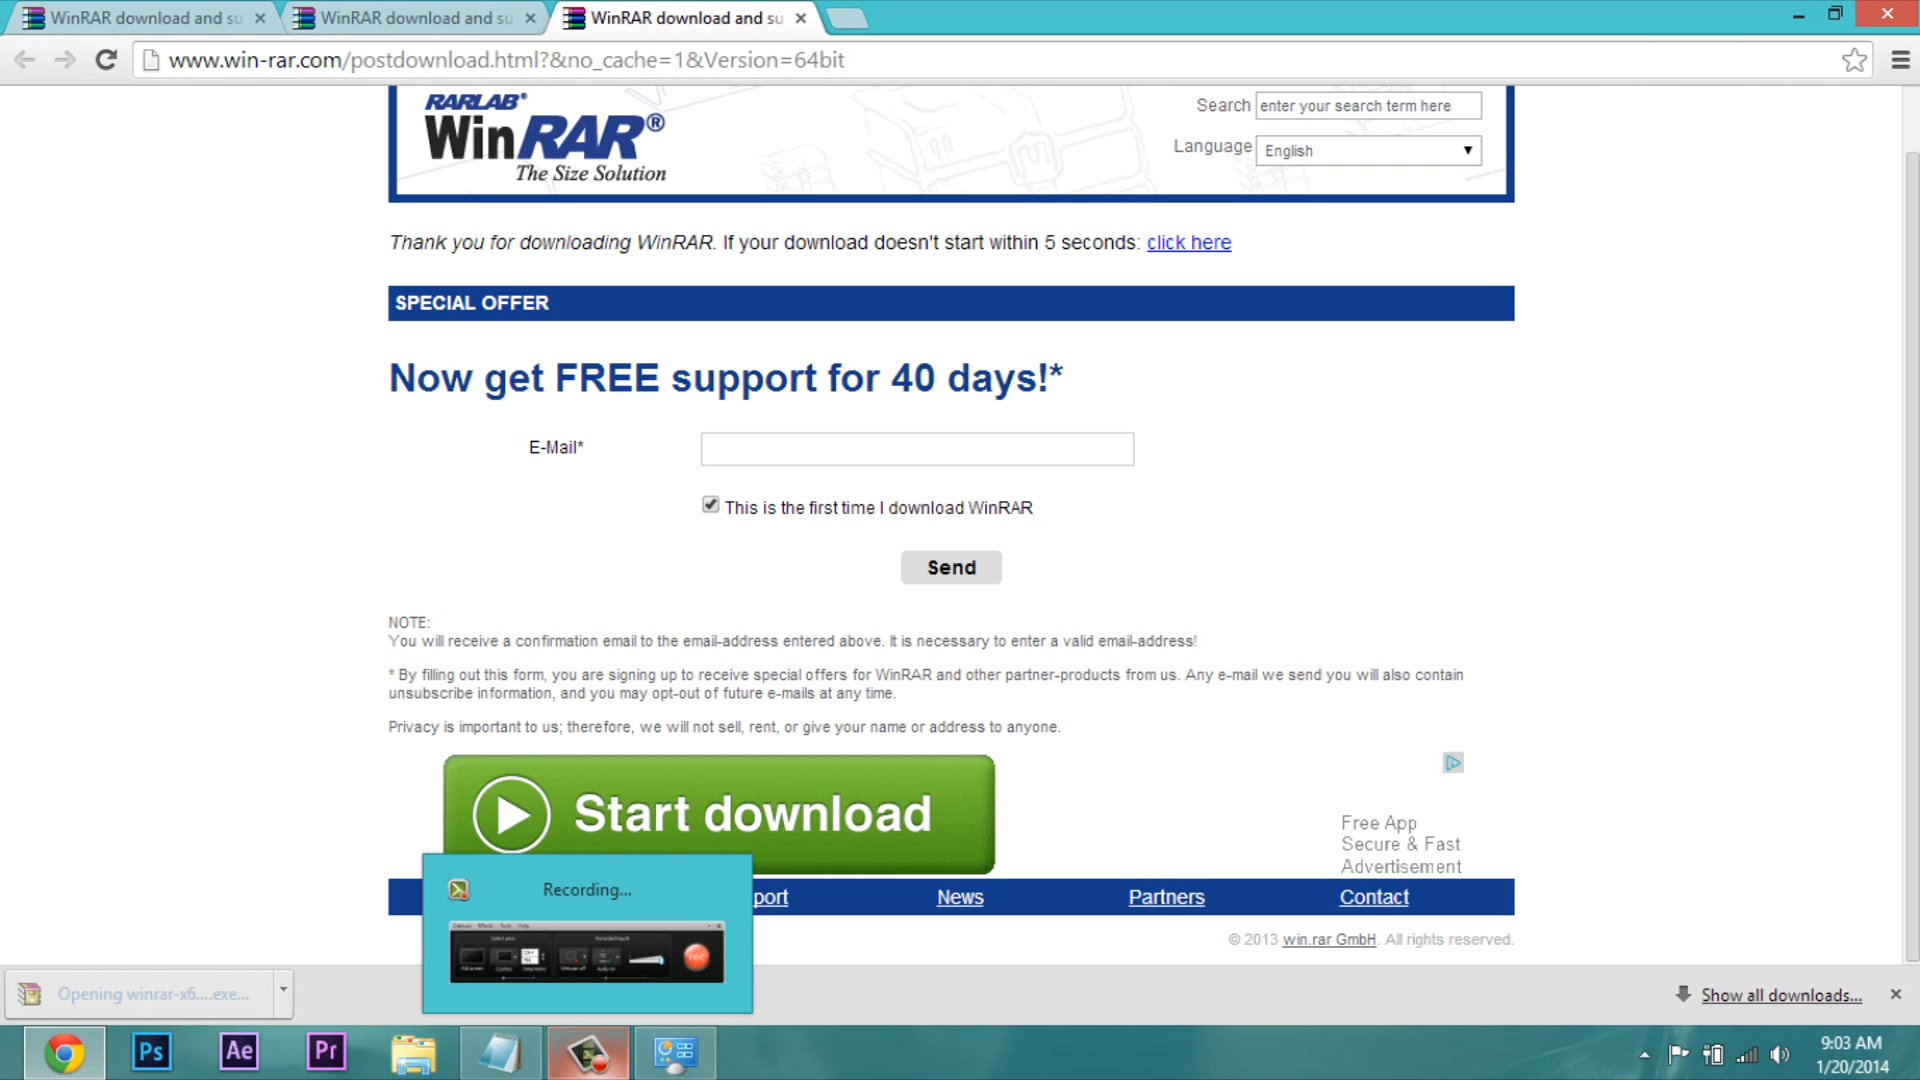 WinRAR download and su
WinRAR download and su
WinRAR download and su
www.win-rar.com/postdownload.html?&no_cache=1&Version=64bit
RARLAB®
WinRAR®
The Size Solution
Search
enter your search term here
Language
English
Thank you for downloading WinRAR. If your download doesn't start within 5 seconds: click here
SPECIAL OFFER
Now get FREE support for 40 days!*
E-Mail*
This is the first time I download WinRAR
Send
NOTE:
You will receive a confirmation email to the email-address entered above. It is necessary to enter a valid email-address!
* By filling out this form, you are signing up to receive special offers for WinRAR and other partner-products from us. Any e-mail we send you will also contain
unsubscribe information, and you may opt-out of future e-mails at any time.
Privacy is important to us; therefore, we will not sell, rent, or give your name or address to anyone.
Start download
Free App
Secure & Fast
Advertisement
Recording...
port
News
Partners
Contact
© 2013 win.rar GmbH. All rights reserved.
Opening winrar-x6....exe...
Show all downloads...
Ps
Ae
Pr
9:03 AM
1/20/2014